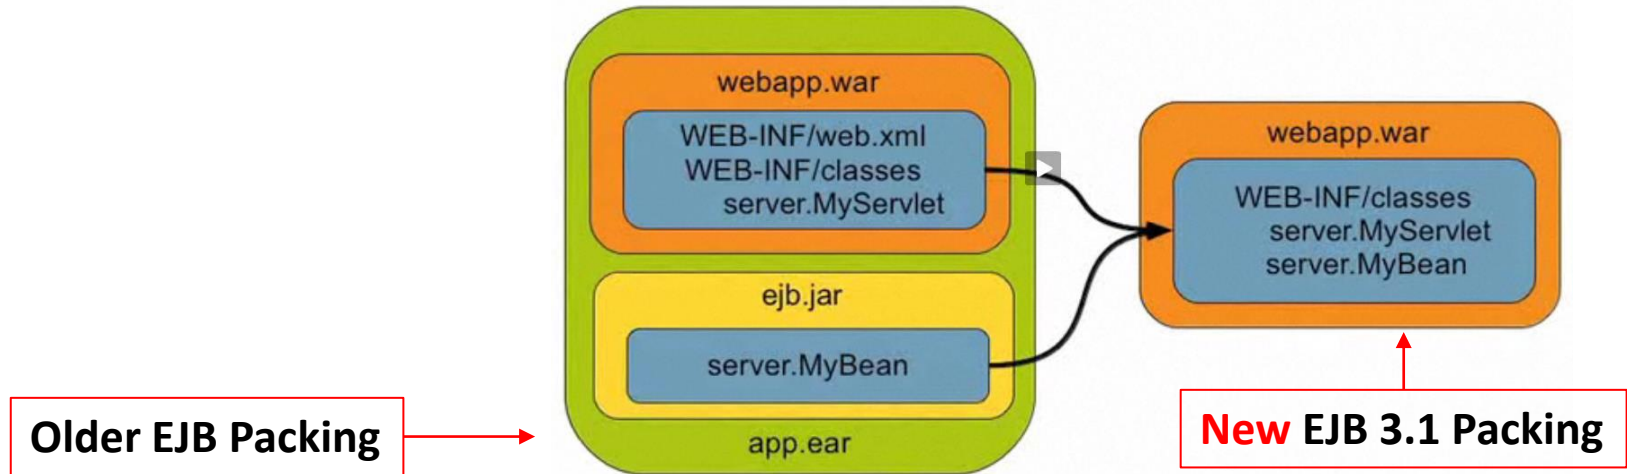 webapp.war
WEB-INF/web.xml
WEB-INF/classes
server.MyServlet
ejb.jar
server.MyBean
app.ear
webapp.war
WEB-INF/classes
server.MyServlet
server.MyBean
Older EJB Packing
New EJB 3.1 Packing